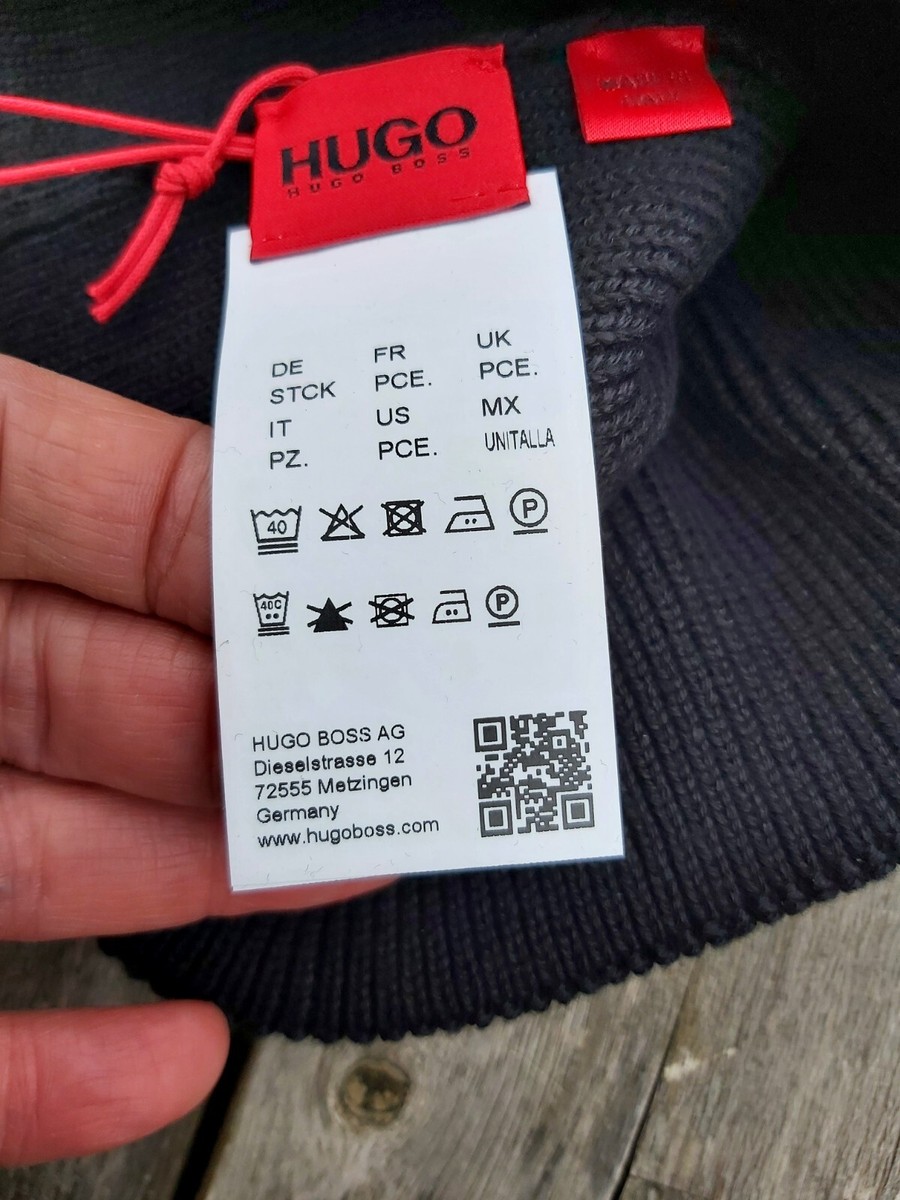 HUGO
HUGO BOSS
DE
STCK
FR
PCE.
UK
PCE.
IT
PZ.
US
PCE.
MX
UNITALLA
40
P
40C
P
HUGO BOSS AG
Dieselstrasse 12
72555 Metzingen
Germany
www.hugoboss.com